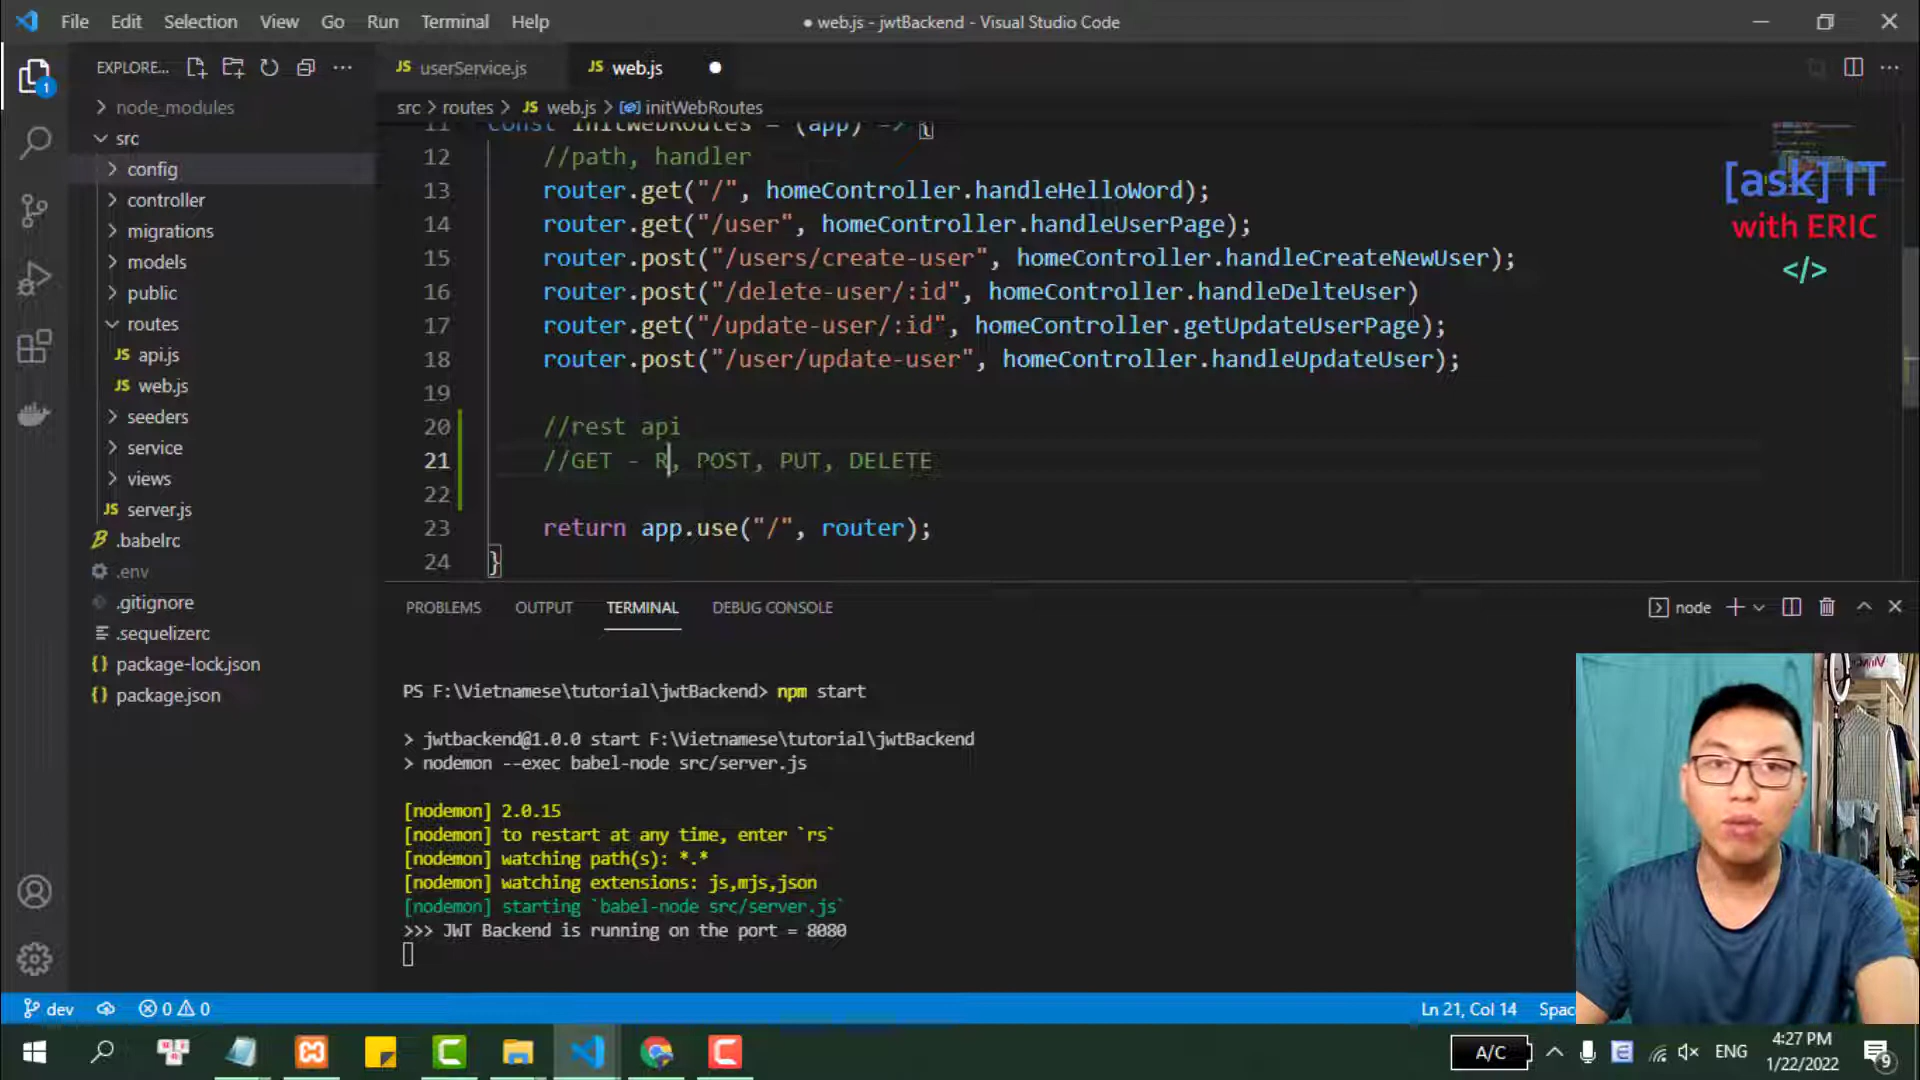 File Edit Selection View Go Run Terminal Help
● web.js - jwtBackend - Visual Studio Code
EXPLORE...
JS userService.js
JS web.js
1
src > routes > JS web.js > initWebRoutes
node_modules
src
config
controller
migrations
models
public
routes
JS api.js
JS web.js
seeders
service
views
JS server.js
.babelrc
.env
.gitignore
.sequelizerc
{} package-lock.json
{} package.json
11 const initWebRoutes = (app) => {
12 //path, handler
13 router.get("/", homeController.handleHelloWord);
14 router.get("/user", homeController.handleUserPage);
15 router.post("/users/create-user", homeController.handleCreateNewUser);
16 router.post("/delete-user/:id", homeController.handleDelteUser)
17 router.get("/update-user/:id", homeController.getUpdateUserPage);
18 router.post("/user/update-user", homeController.handleUpdateUser);
19
20 //rest api
21 //GET - R, POST, PUT, DELETE
22
23 return app.use("/", router);
24 }
[ask] IT
with ERIC
</>
PROBLEMS OUTPUT TERMINAL DEBUG CONSOLE
node
PS F:\Vietnamese\tutorial\jwtBackend> npm start
> jwtbackend@1.0.0 start F:\Vietnamese\tutorial\jwtBackend
> nodemon --exec babel-node src/server.js
[nodemon] 2.0.15
[nodemon] to restart at any time, enter `rs`
[nodemon] watching path(s): *.*
[nodemon] watching extensions: js,mjs,json
[nodemon] starting `babel-node src/server.js`
>>> JWT Backend is running on the port = 8080
dev
0 0
Ln 21, Col 14
Spac
A/C
ENG
4:27 PM
1/22/2022
9